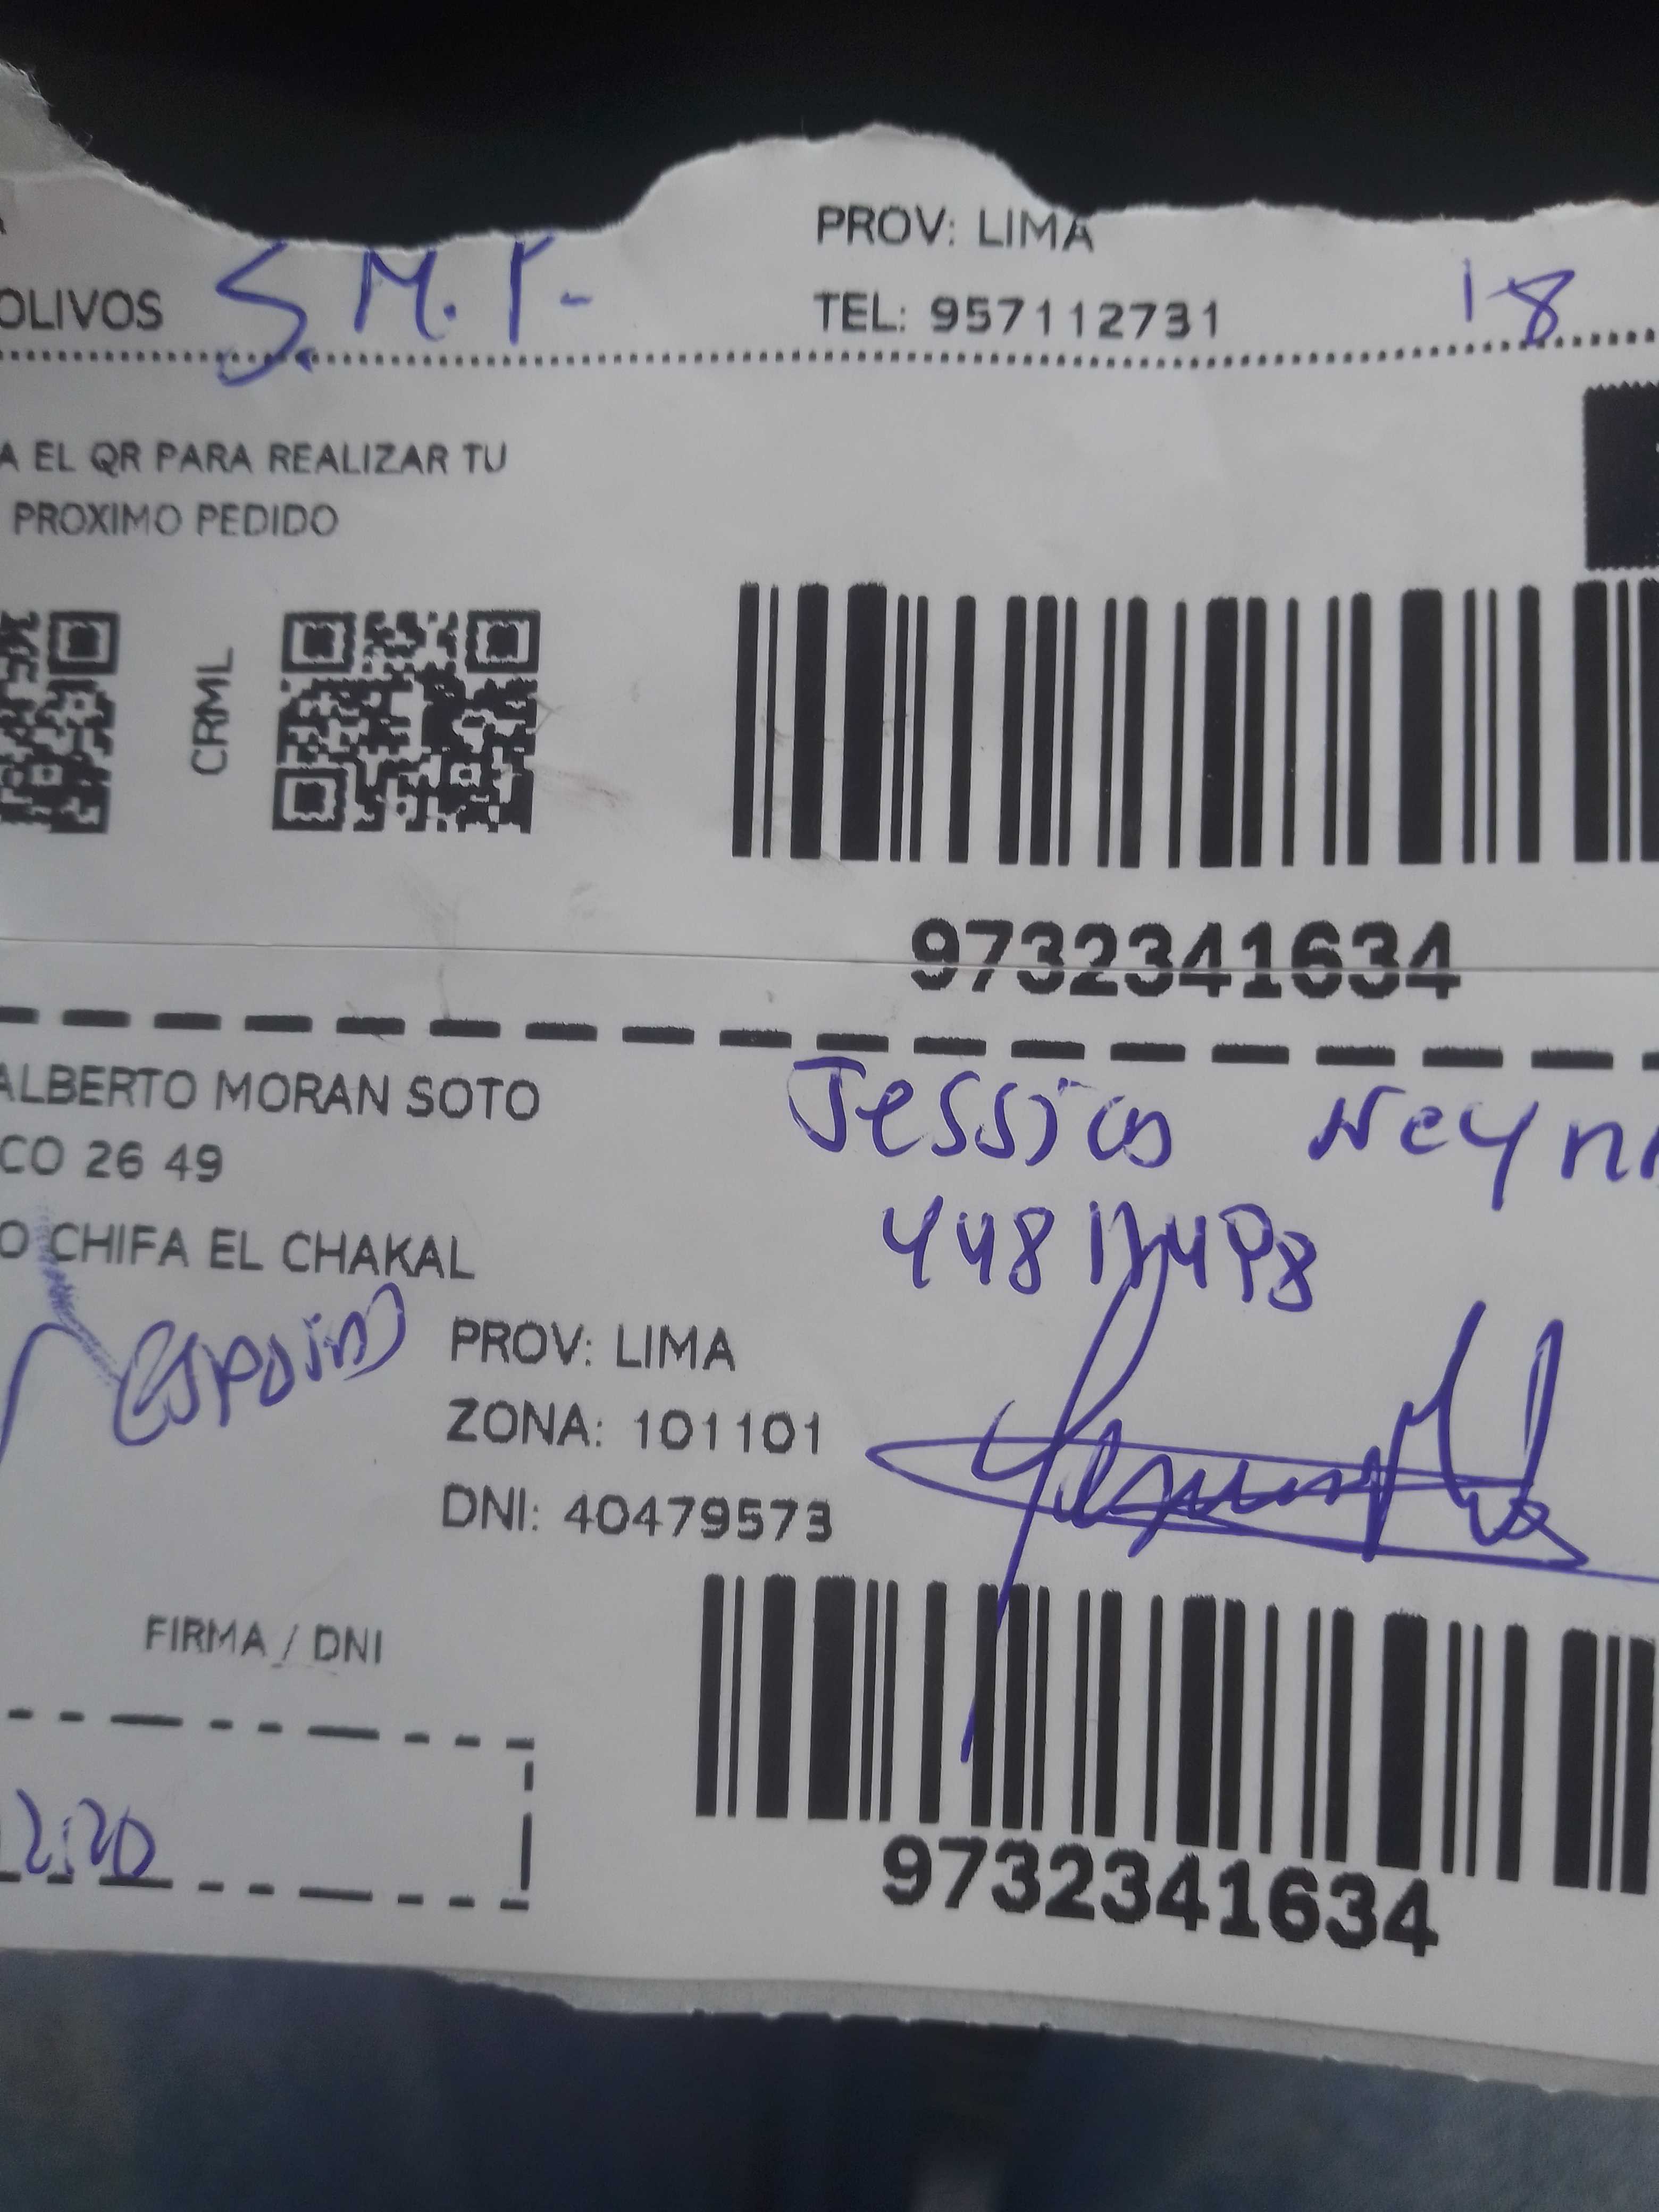 PROV: LIMA
OLIVOS S.M.P- TEL: 957112731 18
A EL QR PARA REALIZAR TU
PROXIMO PEDIDO
CRML
9732341634
ALBERTO MORAN SOTO
Jessica Neyr
CO 26 49
O CHIFA EL CHAKAL
PROV: LIMA
ZONA: 101101
DNI: 40479573
FIRMA / DNI
9732341634